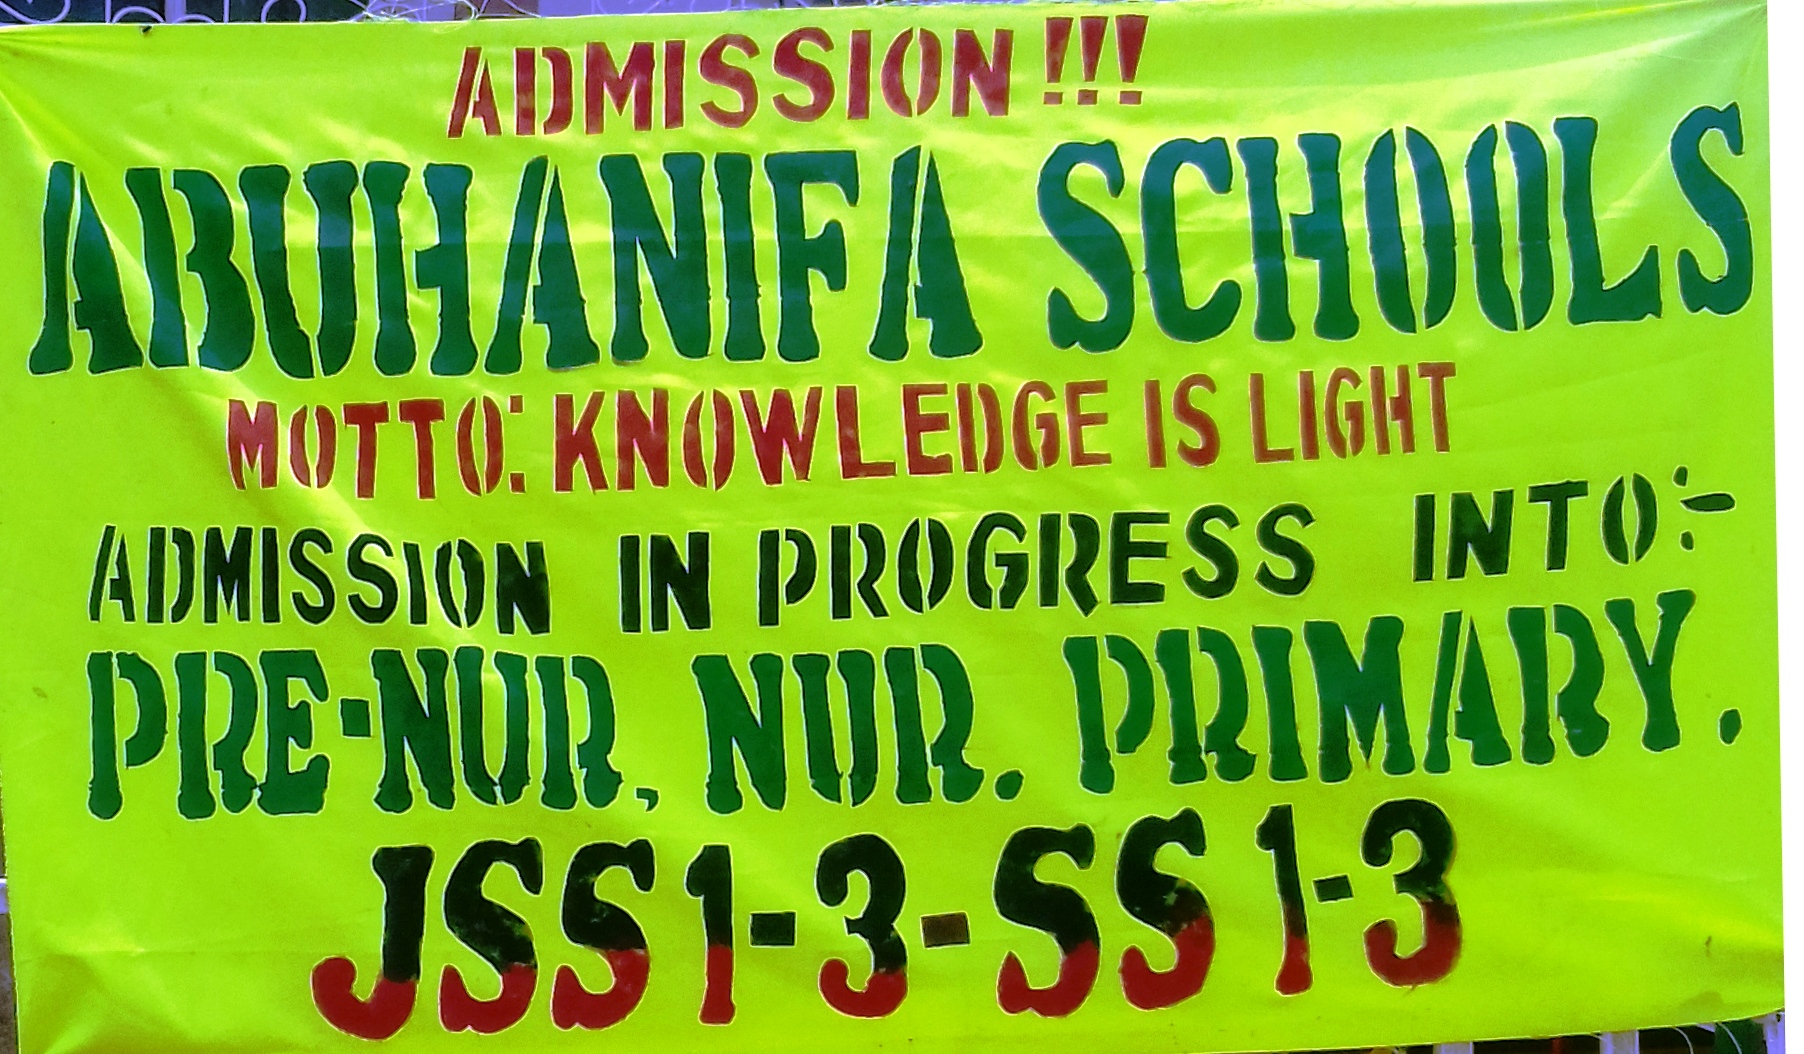 ADMISSION !!!
ABUHANIFA SCHOOLS
MOTTO: KNOWLEDGE IS LIGHT
ADMISSION IN PROGRESS INTO:-
PRE-NUR, NUR. PRIMARY.
JSS1-3-SS1-3